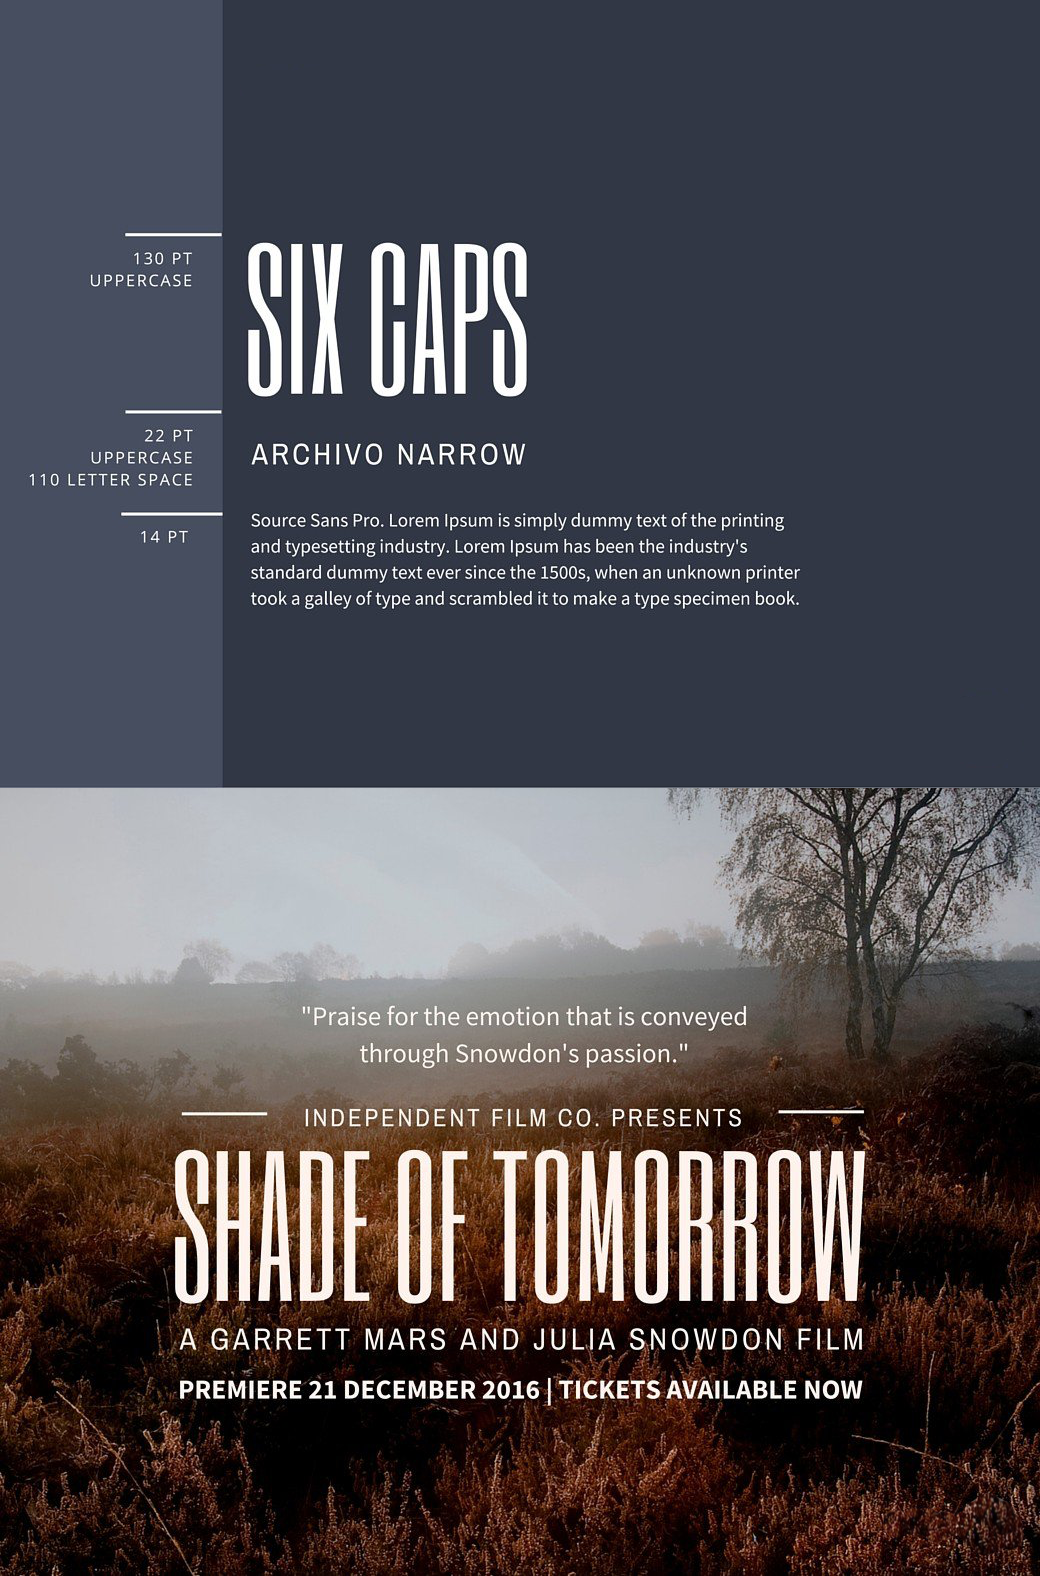 130 PT
UPPERCASE
SIX CAPS
22 PT
UPPERCASE
110 LETTER SPACE
ARCHIVO NARROW
14 PT
Source Sans Pro. Lorem Ipsum is simply dummy text of the printing
and typesetting industry. Lorem Ipsum has been the industry's
standard dummy text ever since the 1500s, when an unknown printer
took a galley of type and scrambled it to make a type specimen book.
"Praise for the emotion that is conveyed
through Snowdon's passion."
INDEPENDENT FILM CO. PRESENTS
SHADE OF TOMORROW
A GARRETT MARS AND JULIA SNOWDON FILM
PREMIERE 21 DECEMBER 2016 | TICKETS AVAILABLE NOW